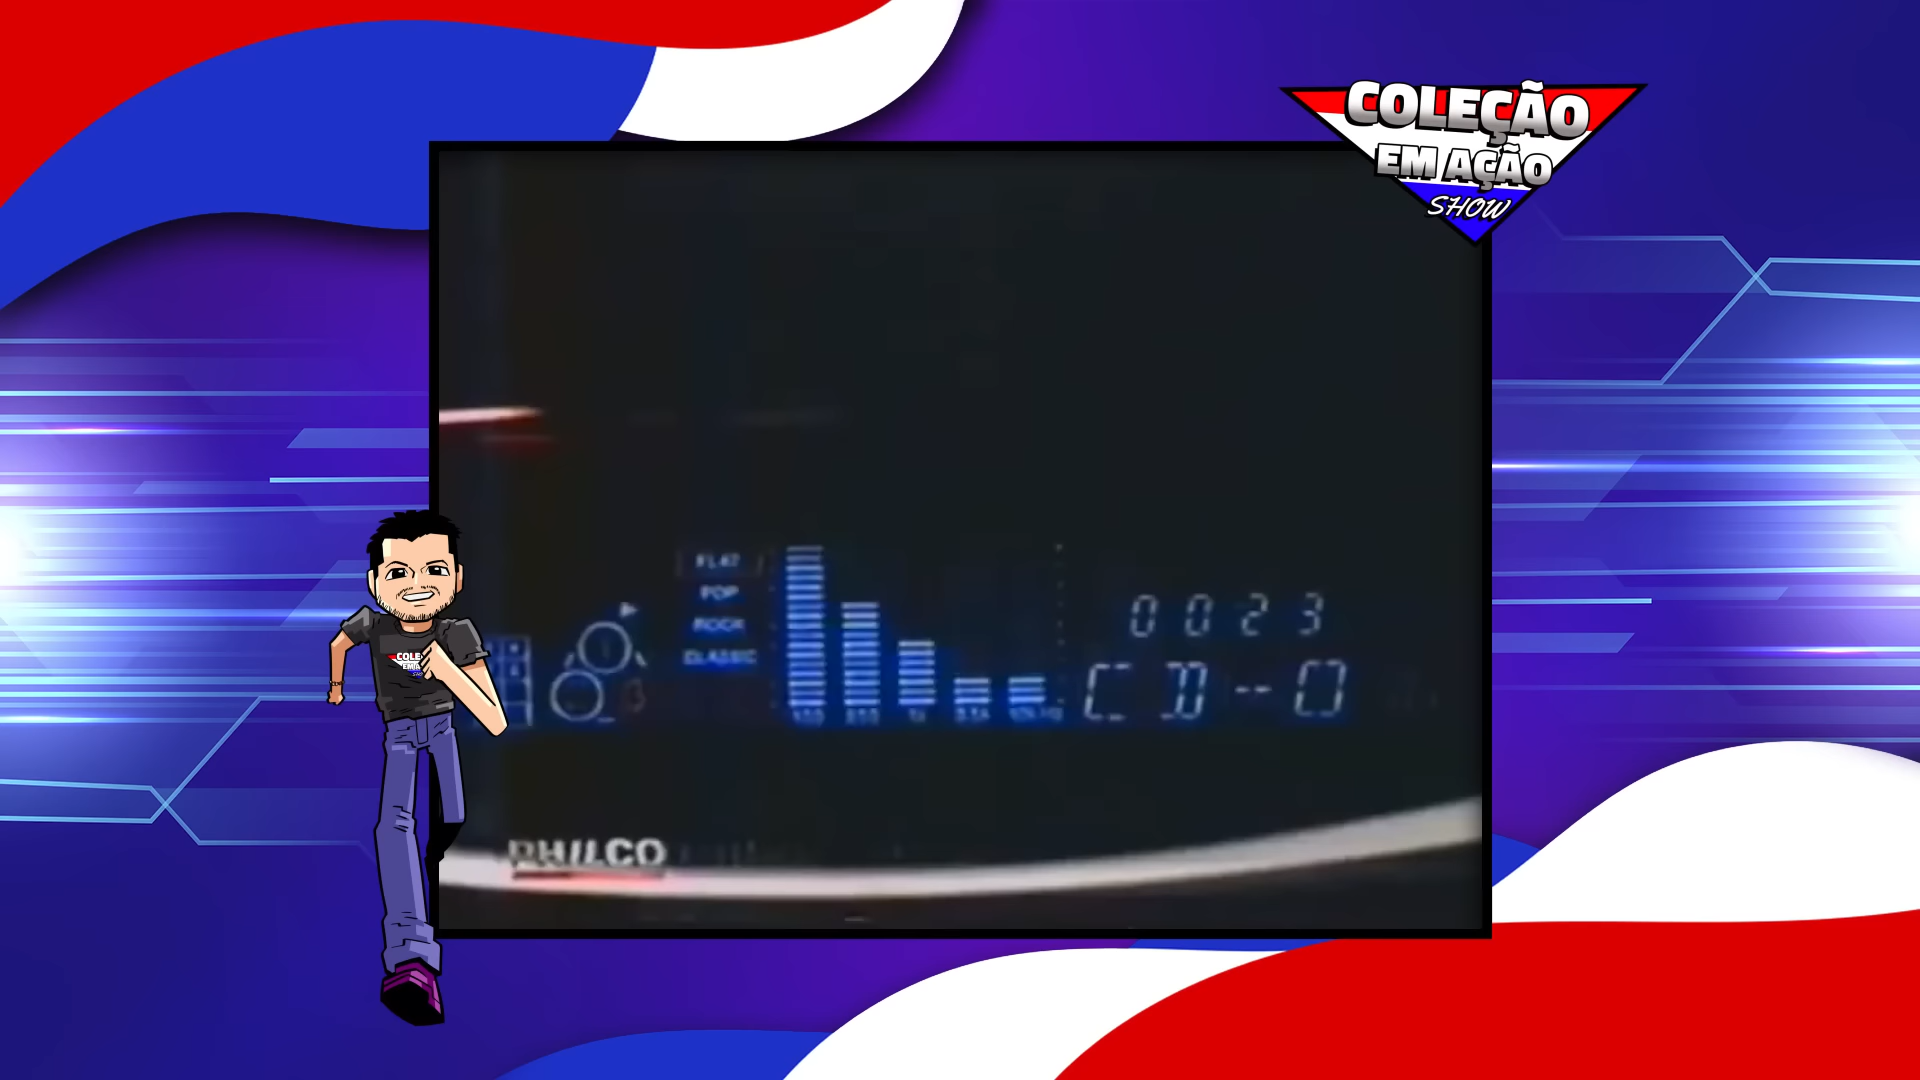 COLEÇÃO
EM AÇÃO
SHOW
FLAT
POP
ROCK
CLASSIC
0023
CD--0
PHILCO